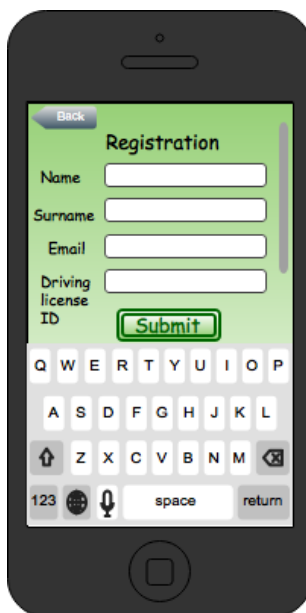 Back
Registration
Name
Surname
Email
Driving
license
ID
Submit
Q W E R T Y U I O P
A S D F G H J K L
Z X C V B N M
123 space return